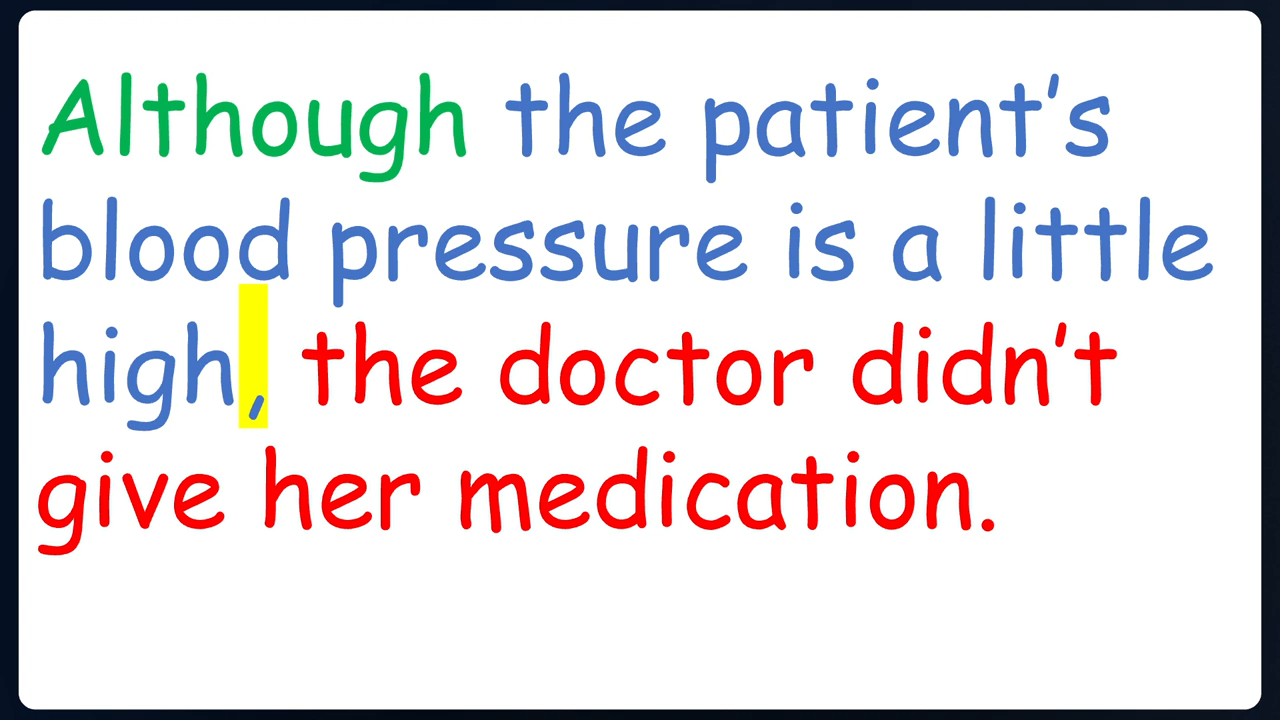 Although the patient’s
blood pressure is a little
high, the doctor didn’t
give her medication.